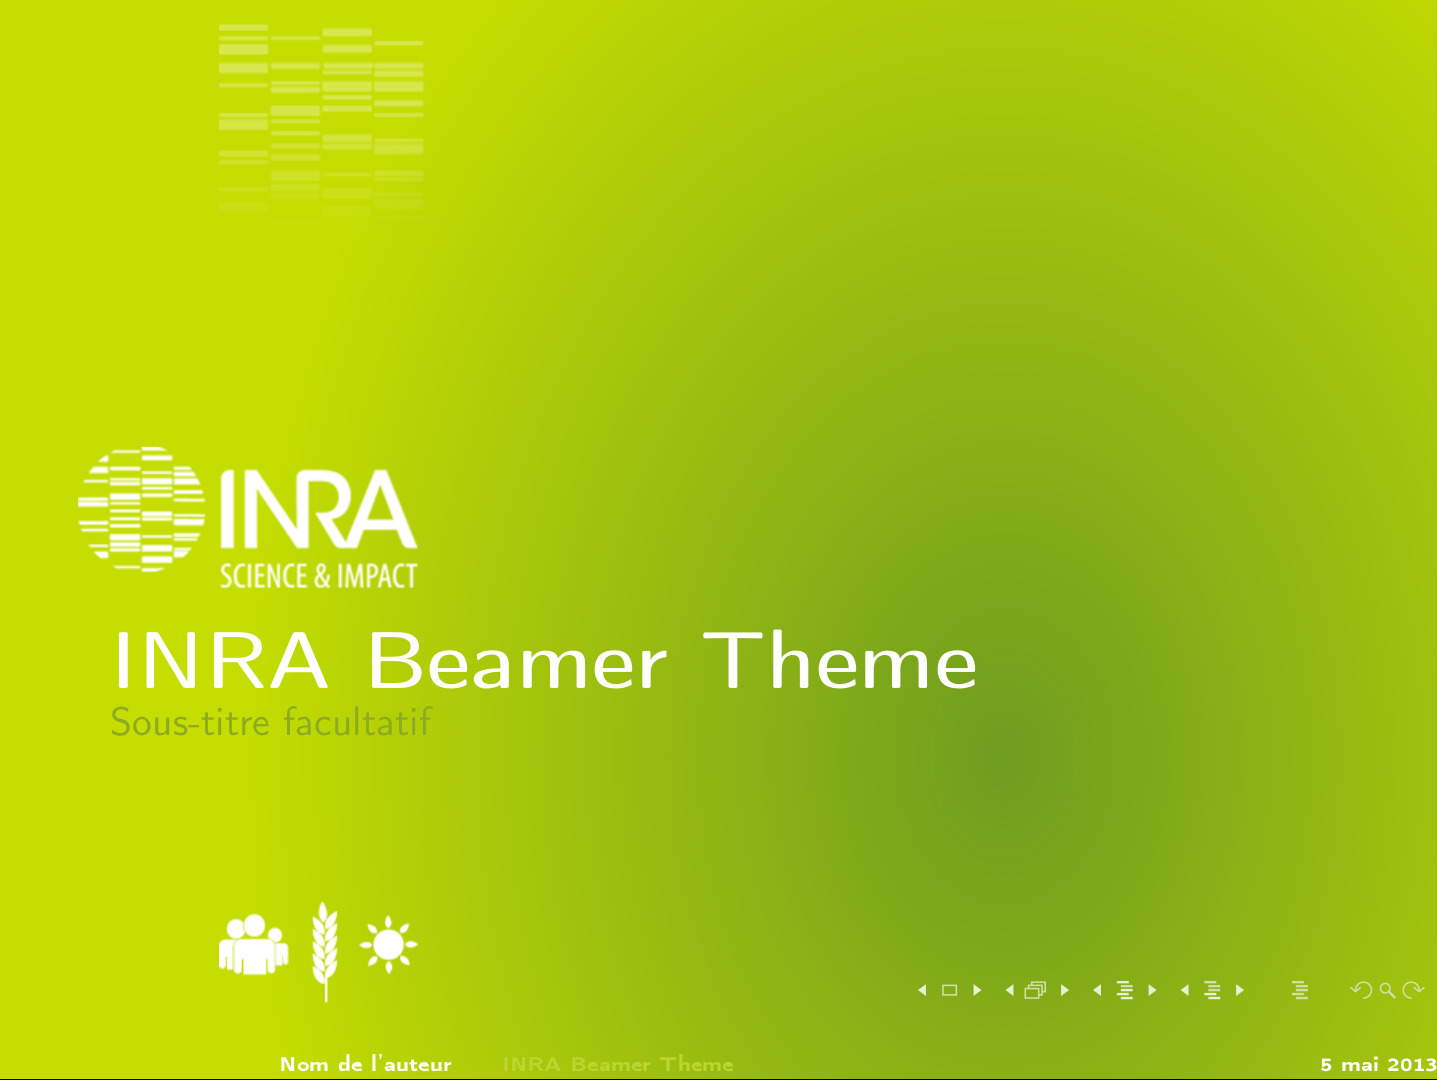 INRA
SCIENCE & IMPACT
INRA Beamer Theme
Sous-titre facultatif
Nom de l'auteur INRA Beamer Theme 5 mai 2013